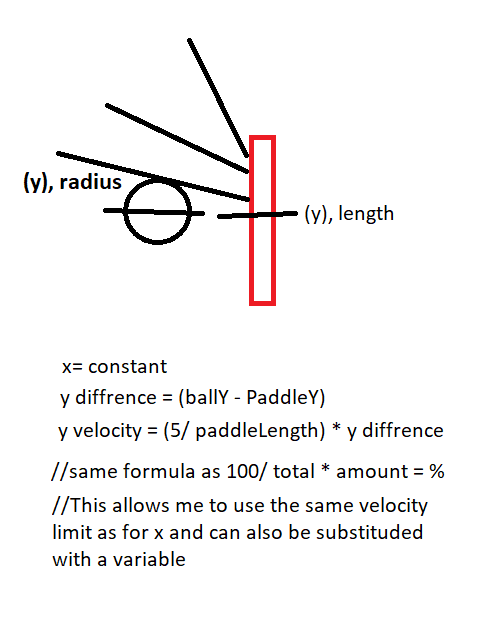 (y), radius
(y), length
x= constant
y diffrence = (ballY - PaddleY)
y velocity = (5/ paddleLength) * y diffrence
//same formula as 100/ total * amount = %
//This allows me to use the same velocity
limit as for x and can also be substituded
with a variable